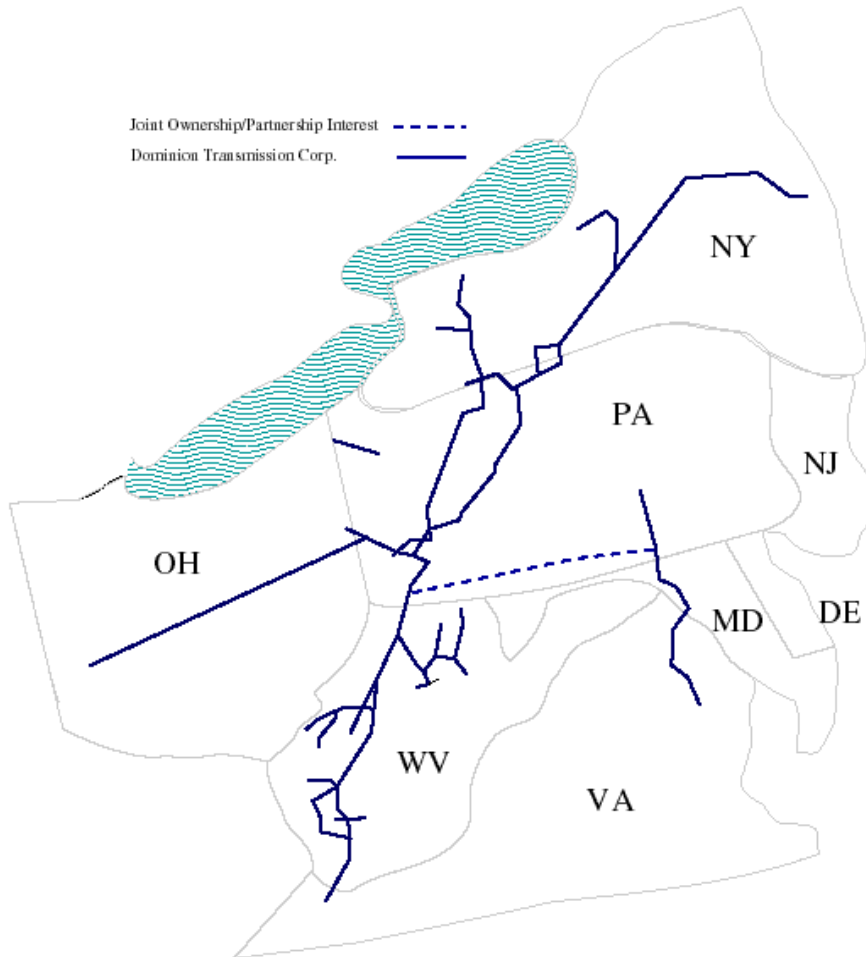 Joint Ownership/Partnership Interest
Dominion Transmission Corp.
NY
PA
NJ
OH
MD
DE
WV
VA